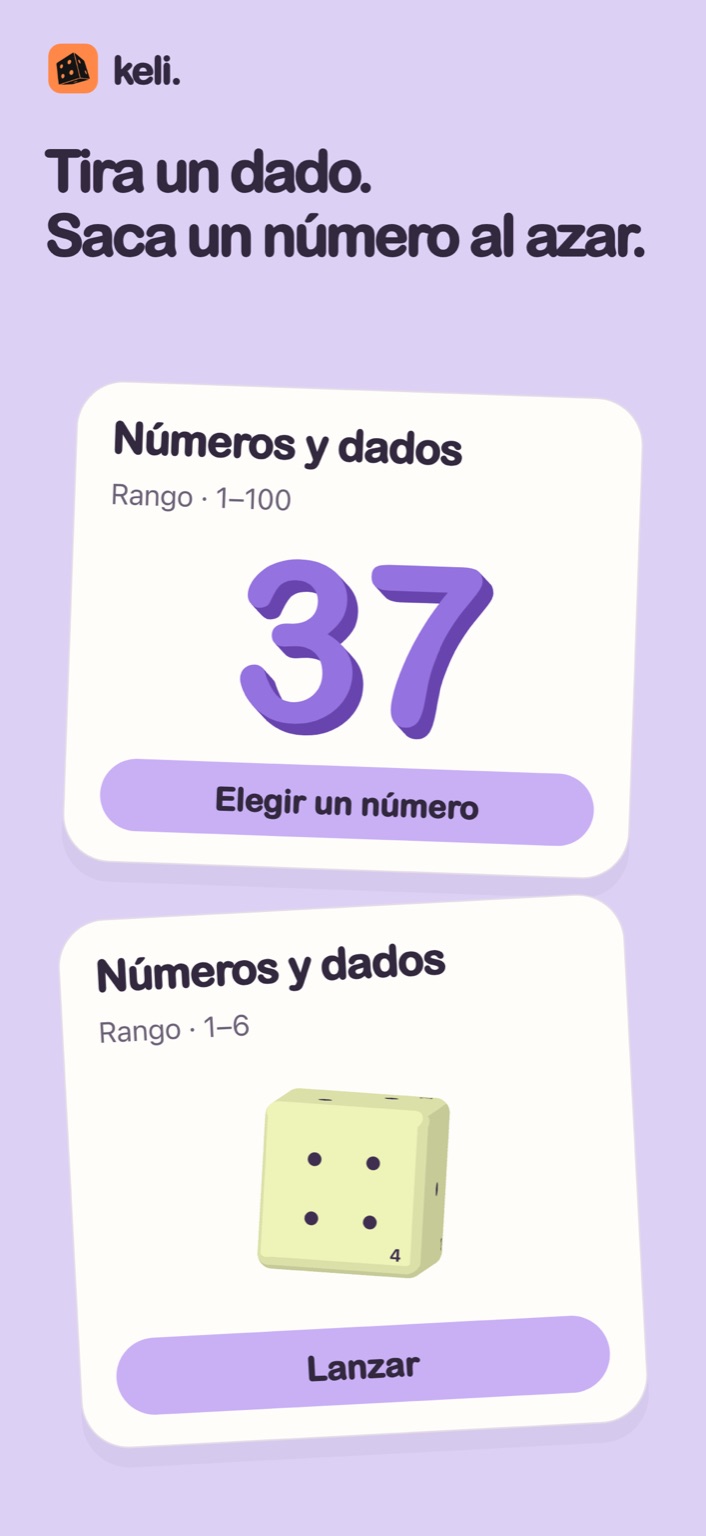 keli.
Tira un dado.
Saca un número al azar.
Números y dados
Rango · 1–100
37
Elegir un número
Números y dados
Rango · 1–6
4
Lanzar